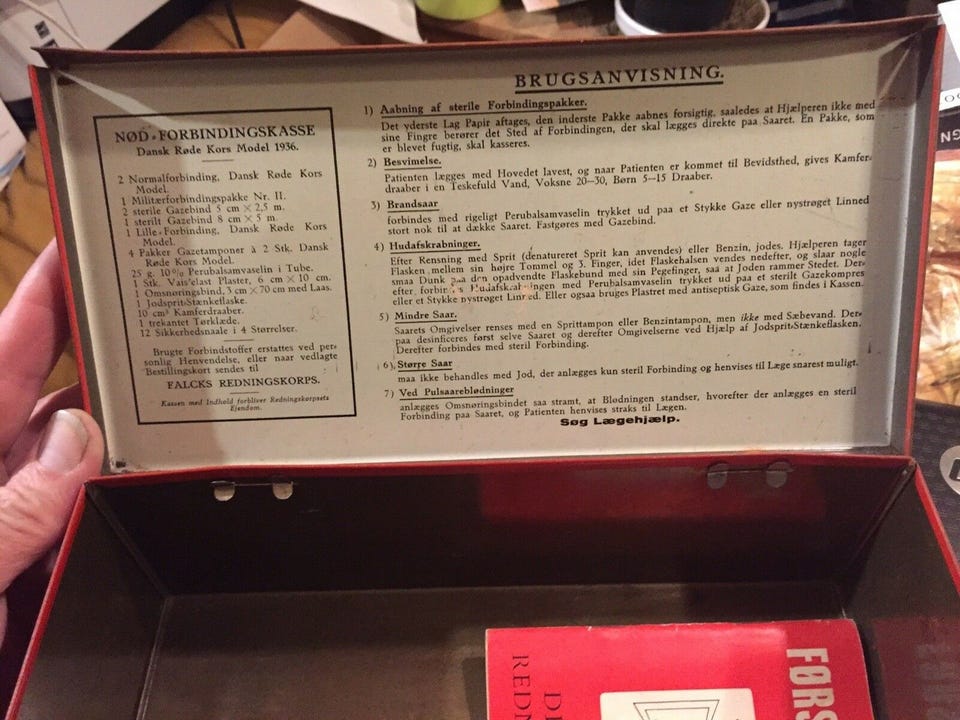 NØD-FORBINDINGSKASSE
Dansk Røde Kors Model 1936.
2 Normalforbinding, Dansk Røde Kors
Model.
1 Militærforbindingspakke Nr. II.
2 sterile Gazebind 5 cm × 2,5 m.
1 sterilt Gazebind 8 cm × 5 m.
1 Lille-Forbinding, Dansk Røde Kors
Model.
4 Pakker Gazetamponer à 2 Stk. Dansk
Røde Kors Model.
25 g. 10% Perubalsamvaselin i Tube.
1 Stk. Plaster, 6 cm × 10 cm.
1 Omsnøringsbind, 3 cm × 70 cm med Laas.
1 Jodsprit-Stænkeflaske.
10 cm³ Kamferdraaber.
1 trekantet Tørklæde.
12 Sikkerhedsnaale i 4 Størrelser.
Brugte Forbindstoffer erstattes ved per-
sonlig Henvendelse, eller naar vedlagte
Bestillingskort sendes til
FALCKS REDNINGSKORPS.
Kassen med Indhold forbliver Redningskorpsets
Ejendom.
BRUGSANVISNING.
1) Aabning af sterile Forbindingspakker.
Det yderste Lag Papir aftages, den inderste Pakke aabnes forsigtig, saaledes at Hjælperen ikke med
sine Fingre berører det Sted af Forbindingen, der skal lægges direkte paa Saaret. En Pakke, som
er blevet fugtig, skal kasseres.
2) Besvimelse.
Patienten lægges med Hovedet lavest, og naar Patienten er kommet til Bevidsthed, gives Kamfer-
draaber i en Teskefuld Vand, Voksne 20—30, Børn 5—15 Draaber.
3) Brandsaar
forbindes med rigeligt Perubalsamvaselin trykket ud paa et Stykke Gaze eller nystrøget Linned
stort nok til at dække Saaret. Fastgøres med Gazebind.
4) Hudafskrabninger.
Efter Rensning med Sprit (denatureret Sprit kan anvendes) eller Benzin, jodes. Hjælperen tager
Flasken mellem sin højre Tommel og 3. Finger, idet Flaskehalsen vendes nedefter, og slaar nogle
smaa Dunk paa den opadvendte Flaskebund med sin Pegefinger, saa at Joden rammer Stedet. Der-
efter Hudafskrabningen med Perubalsamvaselin trykket ud paa et sterilt Gazekompres
eller et Stykke nystrøget Linned. Eller ogsaa bruges Plastret med antiseptisk Gaze, som findes i Kassen.
5) Mindre Saar.
Saarets Omgivelser renses med en Sprittampon eller Benzintampon, men ikke med Sæbevand. Der-
paa desinficeres først selve Saaret og derefter Omgivelserne ved Hjælp af Jodsprit-Stænkeflasken.
Derefter forbindes med steril Forbinding.
6) Større Saar
maa ikke behandles med Jod, der anlægges kun steril Forbinding og henvises til Læge snarest muligt.
7) Ved Pulsaareblødninger
anlægges Omsnøringsbindet saa stramt, at Blødningen standser, hvorefter der anlægges en steril
Forbinding paa Saaret, og Patienten henvises straks til Lægen.
Søg Lægehjælp.